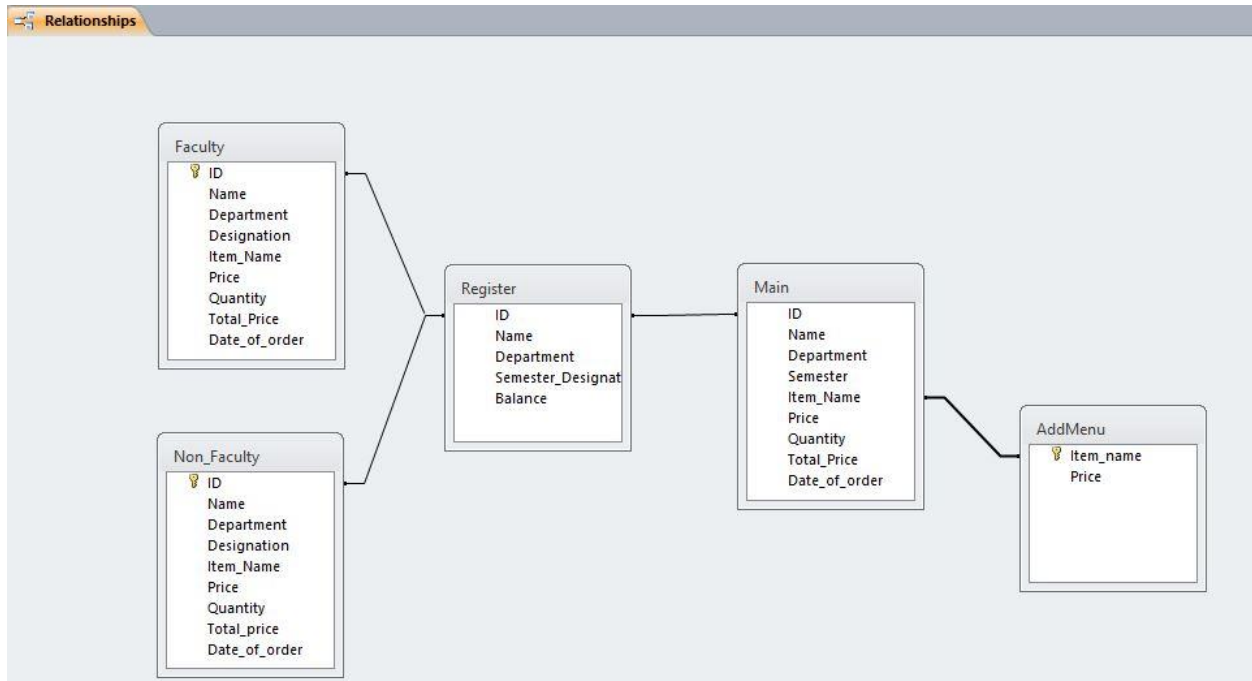 Relationships
Faculty
ID
Name
Department
Designation
Item_Name
Price
Quantity
Total_Price
Date_of_order
Non_Faculty
ID
Name
Department
Designation
Item_Name
Price
Quantity
Total_price
Date_of_order
Register
ID
Name
Department
Semester_Designat
Balance
Main
ID
Name
Department
Semester
Item_Name
Price
Quantity
Total_Price
Date_of_order
AddMenu
Item_name
Price